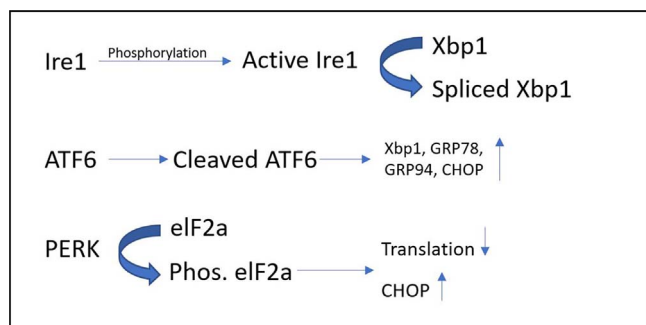 Ire1
Phosphorylation
Active Ire1
Xbp1
Spliced Xbp1
ATF6
Cleaved ATF6
Xbp1, GRP78,
GRP94, CHOP
PERK
elF2a
Phos. elF2a
Translation
CHOP